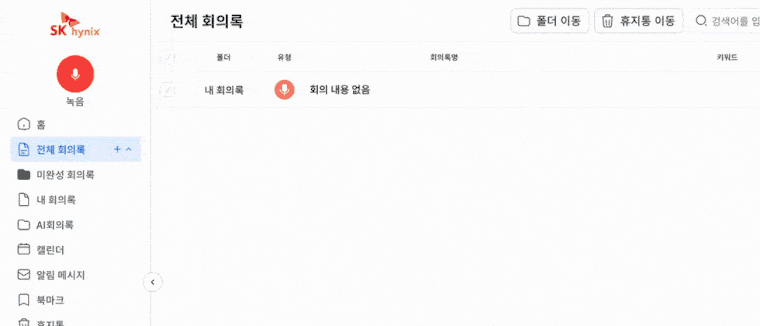 SK hynix
녹음
홈
전체 회의록
미완성 회의록
내 회의록
AI회의록
캘린더
알림 메시지
북마크
휴지통
전체 회의록
폴더 이동
휴지통 이동
검색어를 입
폴더 유형 회의록명 키워드
내 회의록 회의 내용 없음